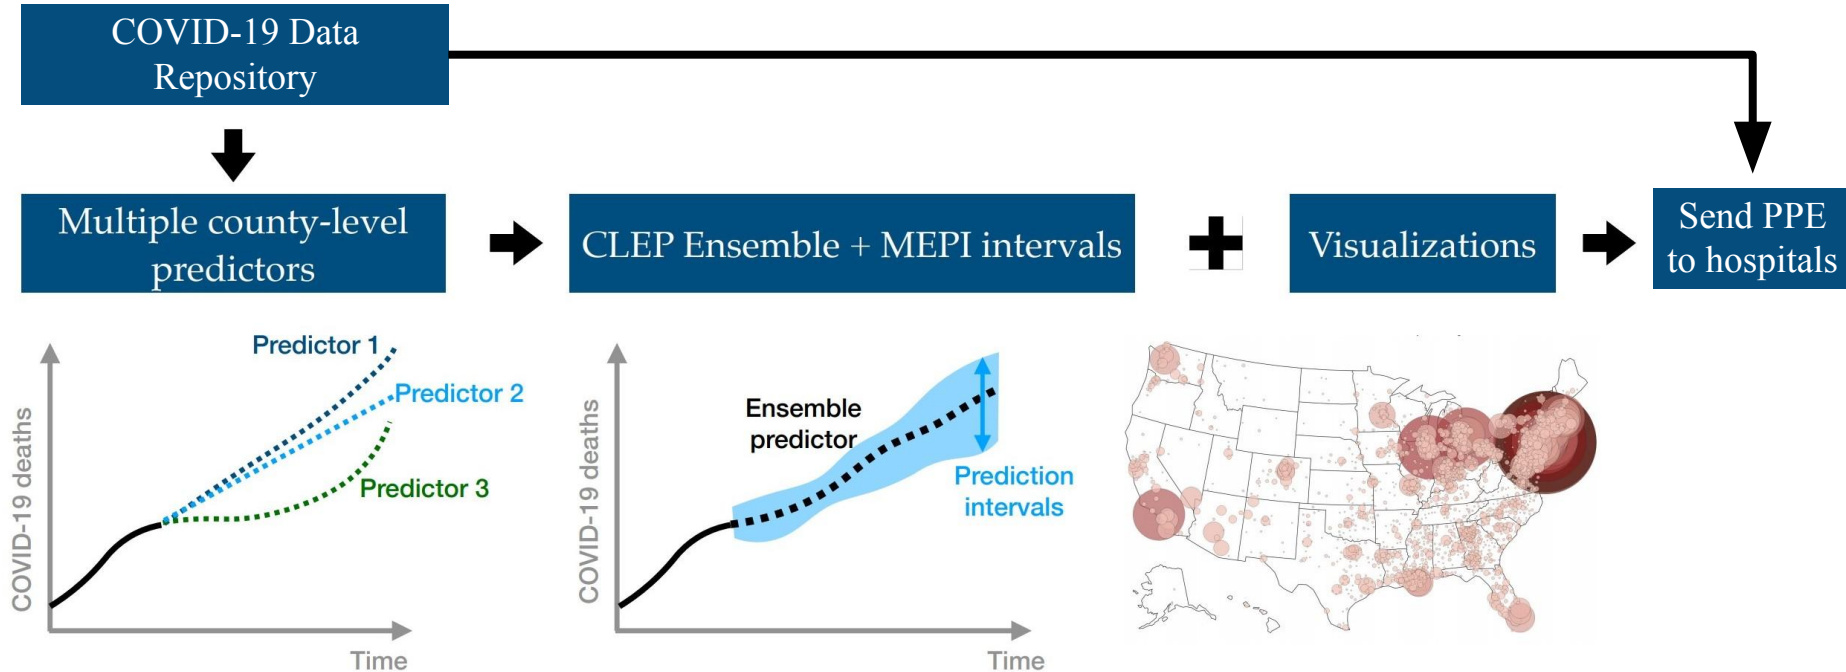 COVID-19 Data
Repository
Multiple county-level
predictors
CLEP Ensemble + MEPI intervals
Visualizations
Send PPE
to hospitals
COVID-19 deaths
Predictor 1
Predictor 2
Predictor 3
Time
COVID-19 deaths
Ensemble
predictor
Prediction
intervals
Time